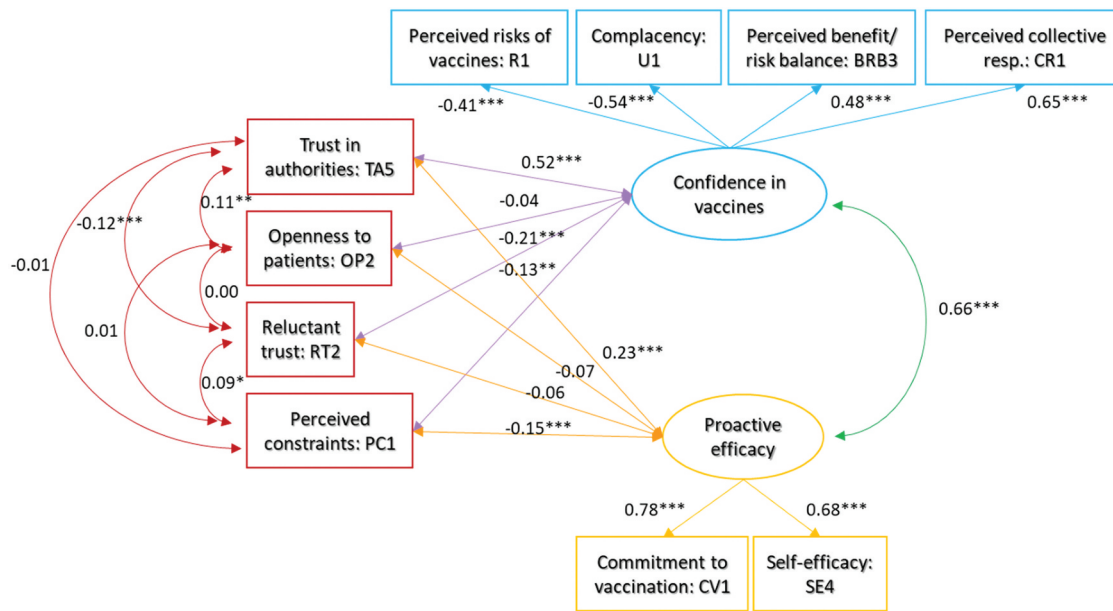 Perceived risks of
vaccines: R1
Complacency:
U1
Perceived benefit/
risk balance: BRB3
Perceived collective
resp.: CR1
-0.41***
-0.54***
0.48***
0.65***
Trust in
authorities: TA5
0.52***
Confidence in
vaccines
0.11**
-0.12***
-0.04
Openness to
patients: OP2
-0.21***
-0.13**
-0.01
0.00
0.01
Reluctant
trust: RT2
0.66***
0.23***
-0.07
0.09*
-0.06
Perceived
constraints: PC1
-0.15***
Proactive
efficacy
0.78***
0.68***
Commitment to
vaccination: CV1
Self-efficacy:
SE4